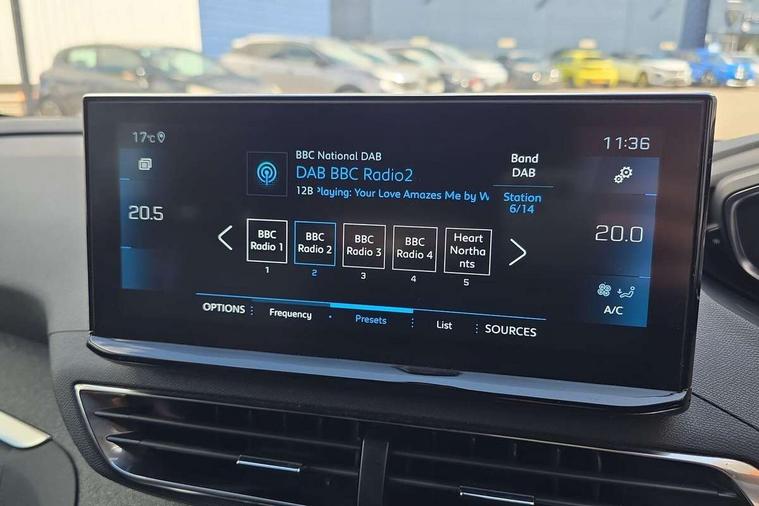 17°C
11:36
BBC National DAB
DAB BBC Radio2
12B Playing: Your Love Amazes Me by W
Band
DAB
Station
6/14
20.5
20.0
BBC
Radio 1
BBC
Radio 2
BBC
Radio 3
BBC
Radio 4
Heart
Northa
nts
1
2
3
4
5
A/C
OPTIONS
Frequency
Presets
List
SOURCES